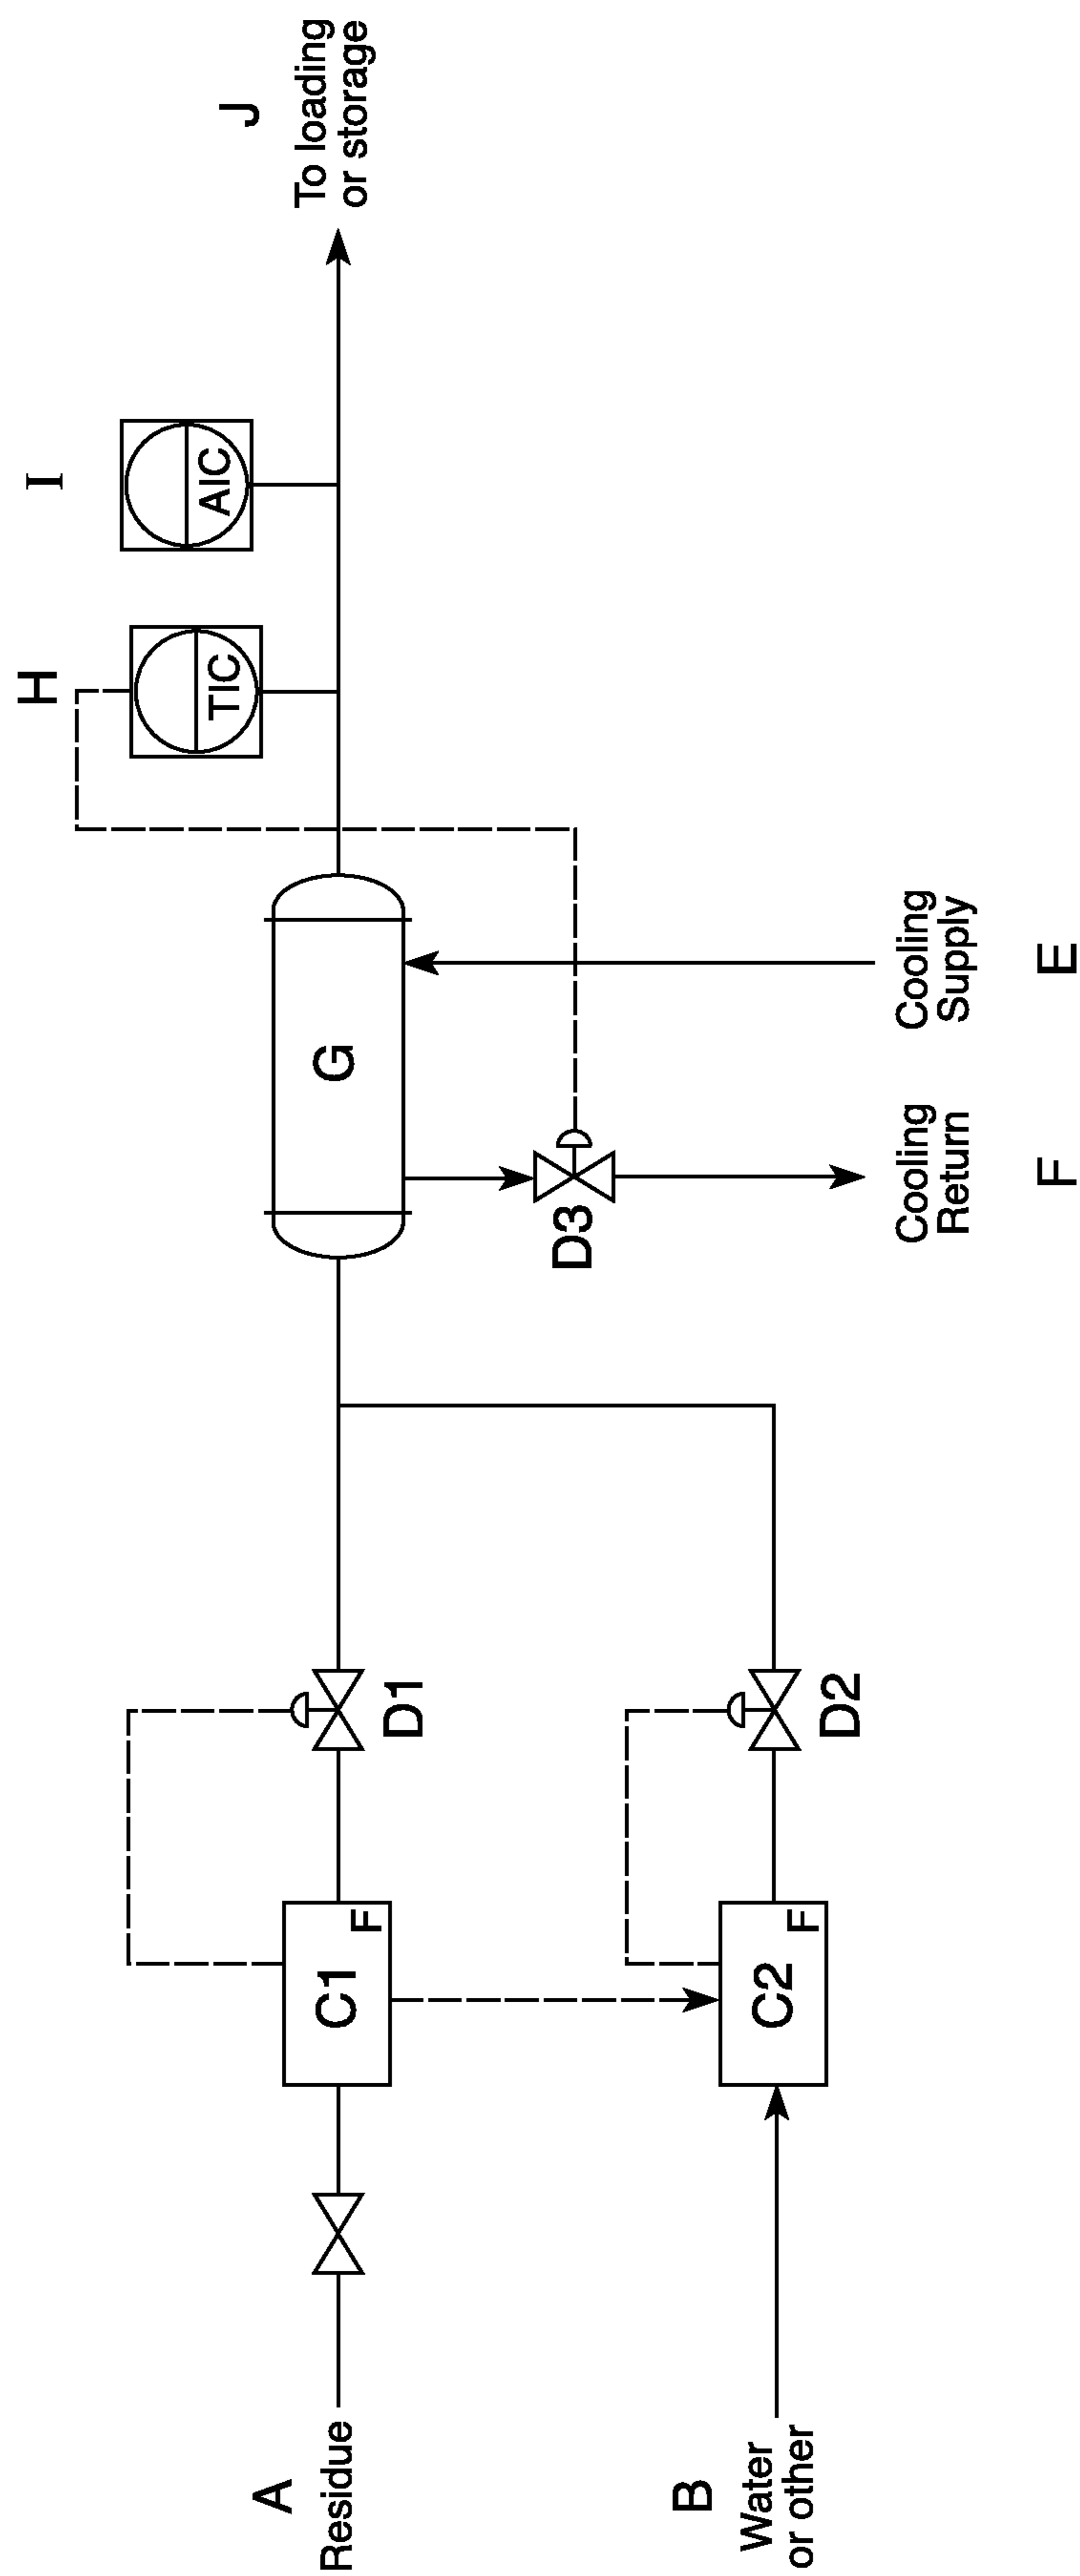 A
Residue
B
Water
or other
C1
F
C2
F
D1
D2
G
D3
Cooling
Return
F
Cooling
Supply
E
H
TIC
I
AIC
J
To loading
or storage